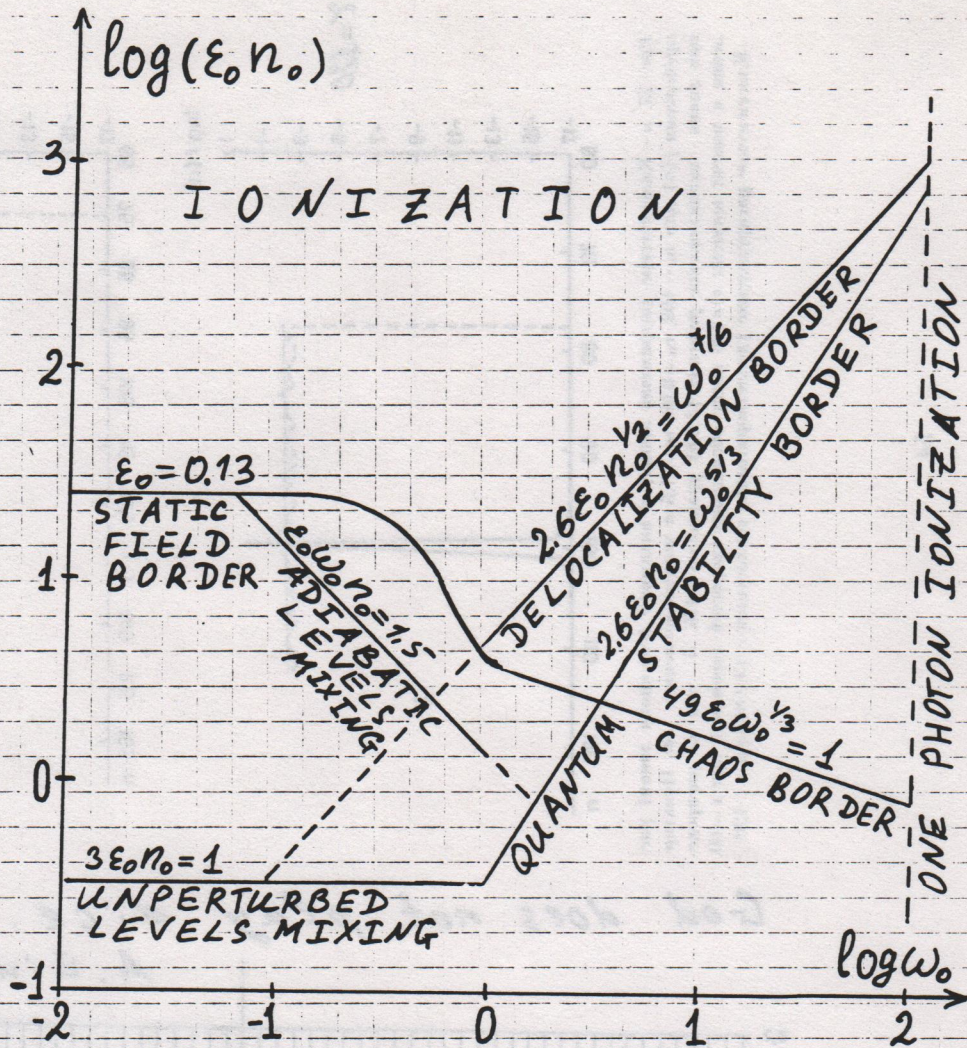 log(ε₀n₀)
3
IONIZATION
2
ε₀=0.13
STATIC
FIELD
BORDER
1
ε₀ω₀n₀=1.5
ADIABATIC
LEVELS
MIXING
2.6ε₀n₀^1/2=ω₀^7/6
DELOCALIZATION BORDER
2.6ε₀n₀=ω₀^5/3
QUANTUM STABILITY BORDER
49ε₀ω₀^1/3=1
CHAOS BORDER
ONE PHOTON IONIZATION
0
3ε₀n₀=1
UNPERTURBED
LEVELS MIXING
logω₀
-1
-2 -1 0 1 2
God does not